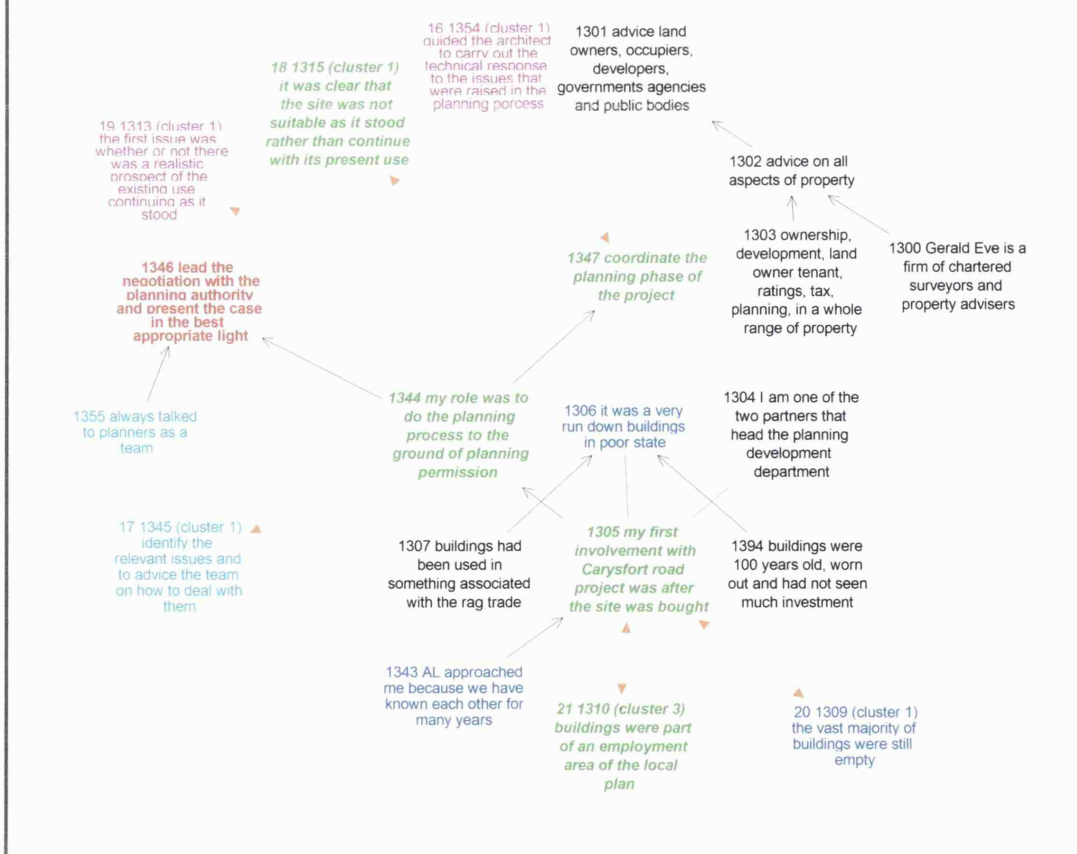 16 1354 (cluster 1)
guided the architect
to carry out the
technical response
to the issues that
were raised in the
planning porcess
1301 advice land
owners, occupiers,
developers,
governments agencies
and public bodies
18 1315 (cluster 1)
it was clear that
the site was not
suitable as it stood
rather than continue
with its present use
19 1313 (cluster 1)
the first issue was
whether or not there
was a realistic
prospect of the
existing use
continuing as it
stood
1302 advice on all
aspects of property
1303 ownership,
development, land
owner tenant,
ratings, tax,
planning, in a whole
range of property
1300 Gerald Eve is a
firm of chartered
surveyors and
property advisers
1347 coordinate the
planning phase of
the project
1346 lead the
negotiation with the
planning authority
and present the case
in the best
appropriate light
1355 always talked
to planners as a
team
1344 my role was to
do the planning
process to the
ground of planning
permission
1306 it was a very
run down buildings
in poor state
1304 I am one of the
two partners that
head the planning
development
department
17 1345 (cluster 1)
identify the
relevant issues and
to advice the team
on how to deal with
them
1307 buildings had
been used in
something associated
with the rag trade
1305 my first
involvement with
Carysfort road
project was after
the site was bought
1394 buildings were
100 years old, worn
out and had not seen
much investment
1343 AL approached
me because we have
known each other for
many years
21 1310 (cluster 3)
buildings were part
of an employment
area of the local
plan
20 1309 (cluster 1)
the vast majority of
buildings were still
empty